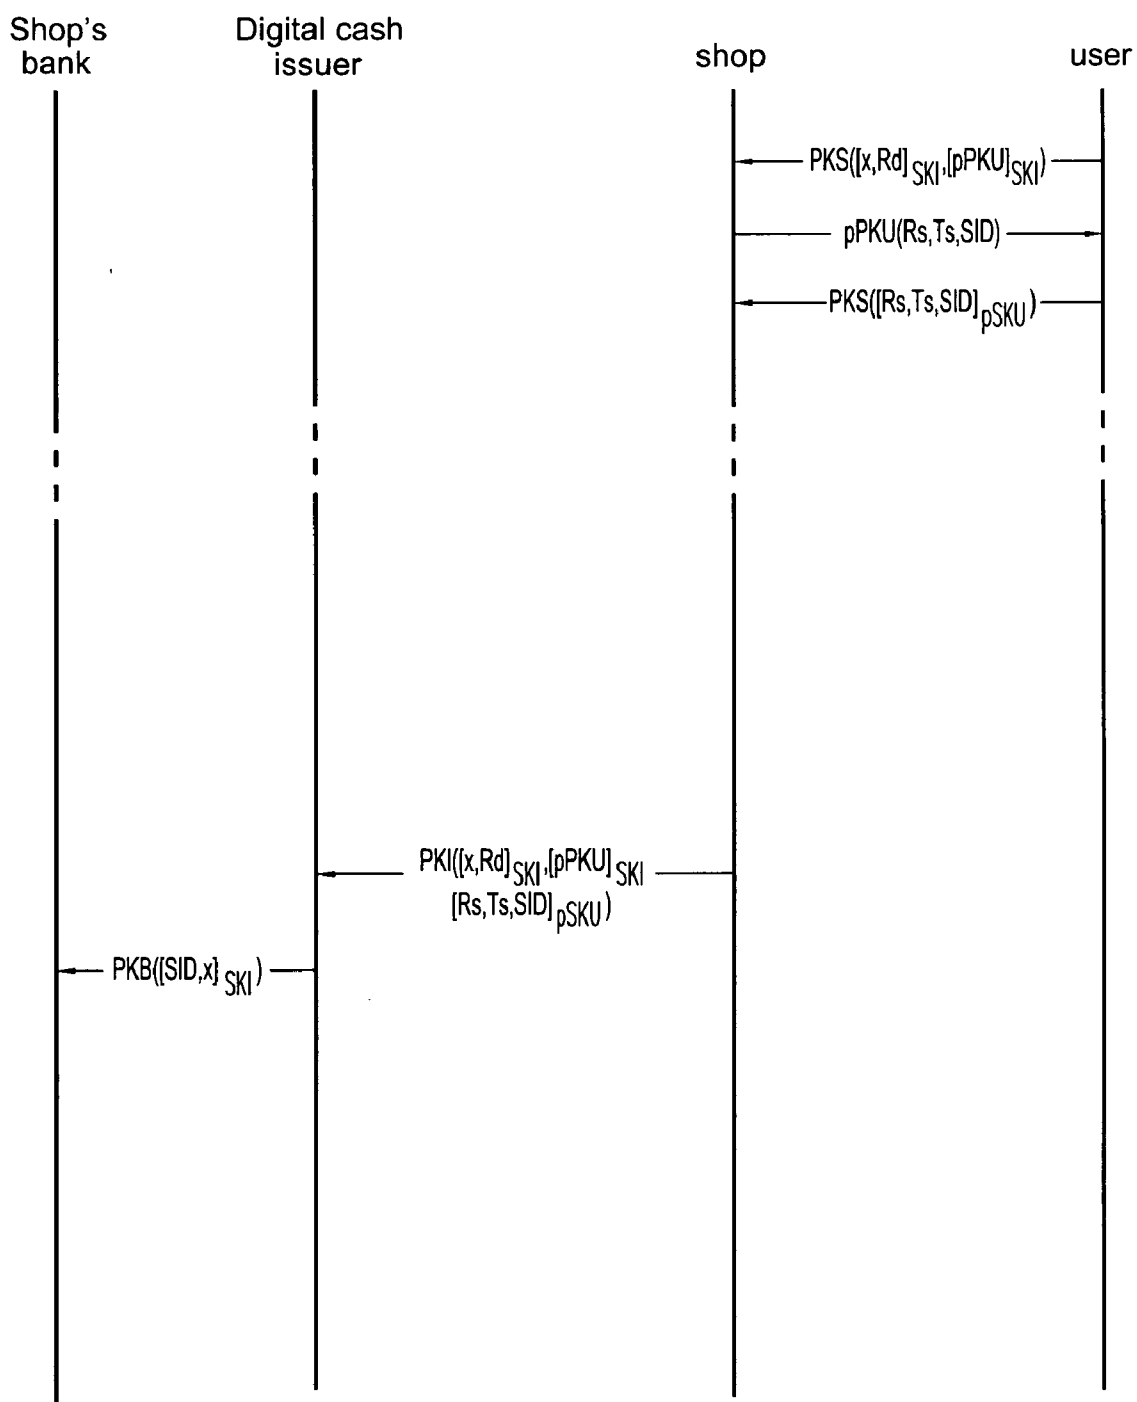 Shop's
bank
Digital cash
issuer
shop
user
PKS([x,Rd]SKI,[pPKU]SKI)
pPKU(Rs,Ts,SID)
PKS([Rs,Ts,SID]pSKU)
PKI([x,Rd]SKI,[pPKU]SKI
[Rs,Ts,SID]pSKU)
PKB([SID,x]SKI)